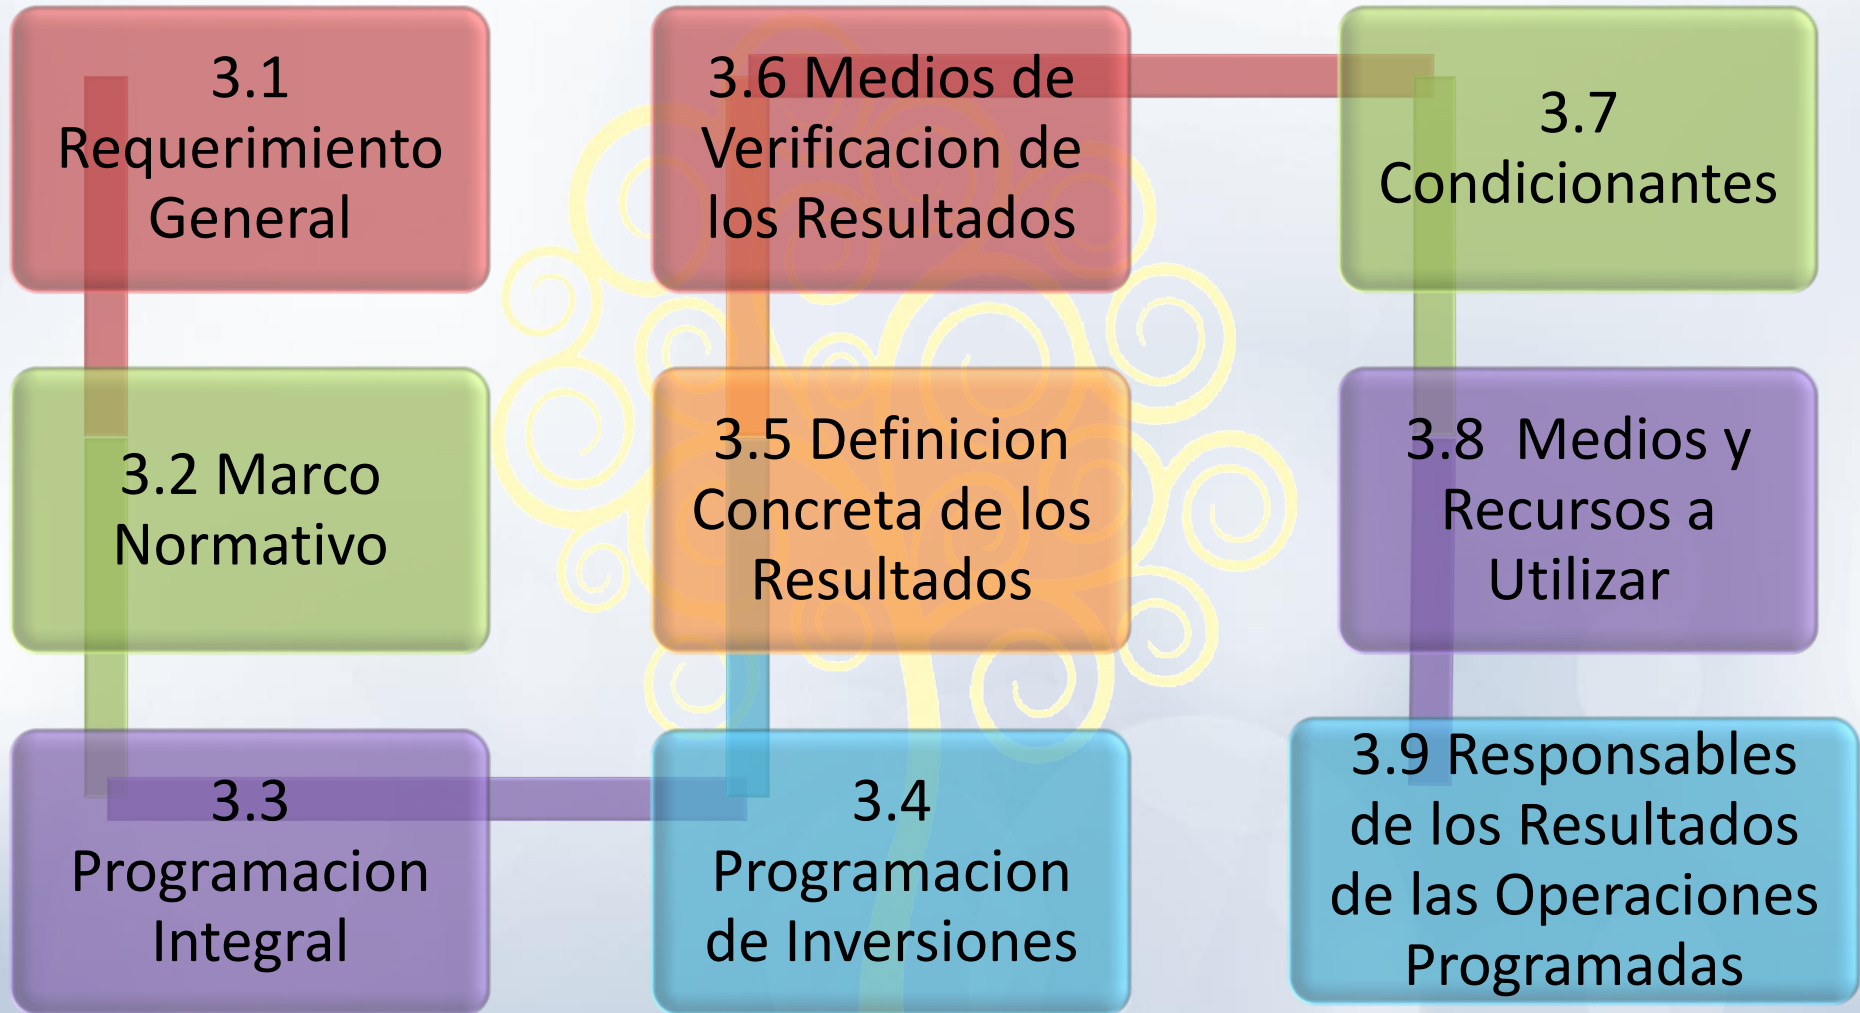 3.1
Requerimiento
General
3.2 Marco
Normativo
3.3
Programacion
Integral
3.4
Programacion
de Inversiones
3.5 Definicion
Concreta de los
Resultados
3.6 Medios de
Verificacion de
los Resultados
3.7
Condicionantes
3.8  Medios y
Recursos a
Utilizar
3.9 Responsables
de los Resultados
de las Operaciones
Programadas